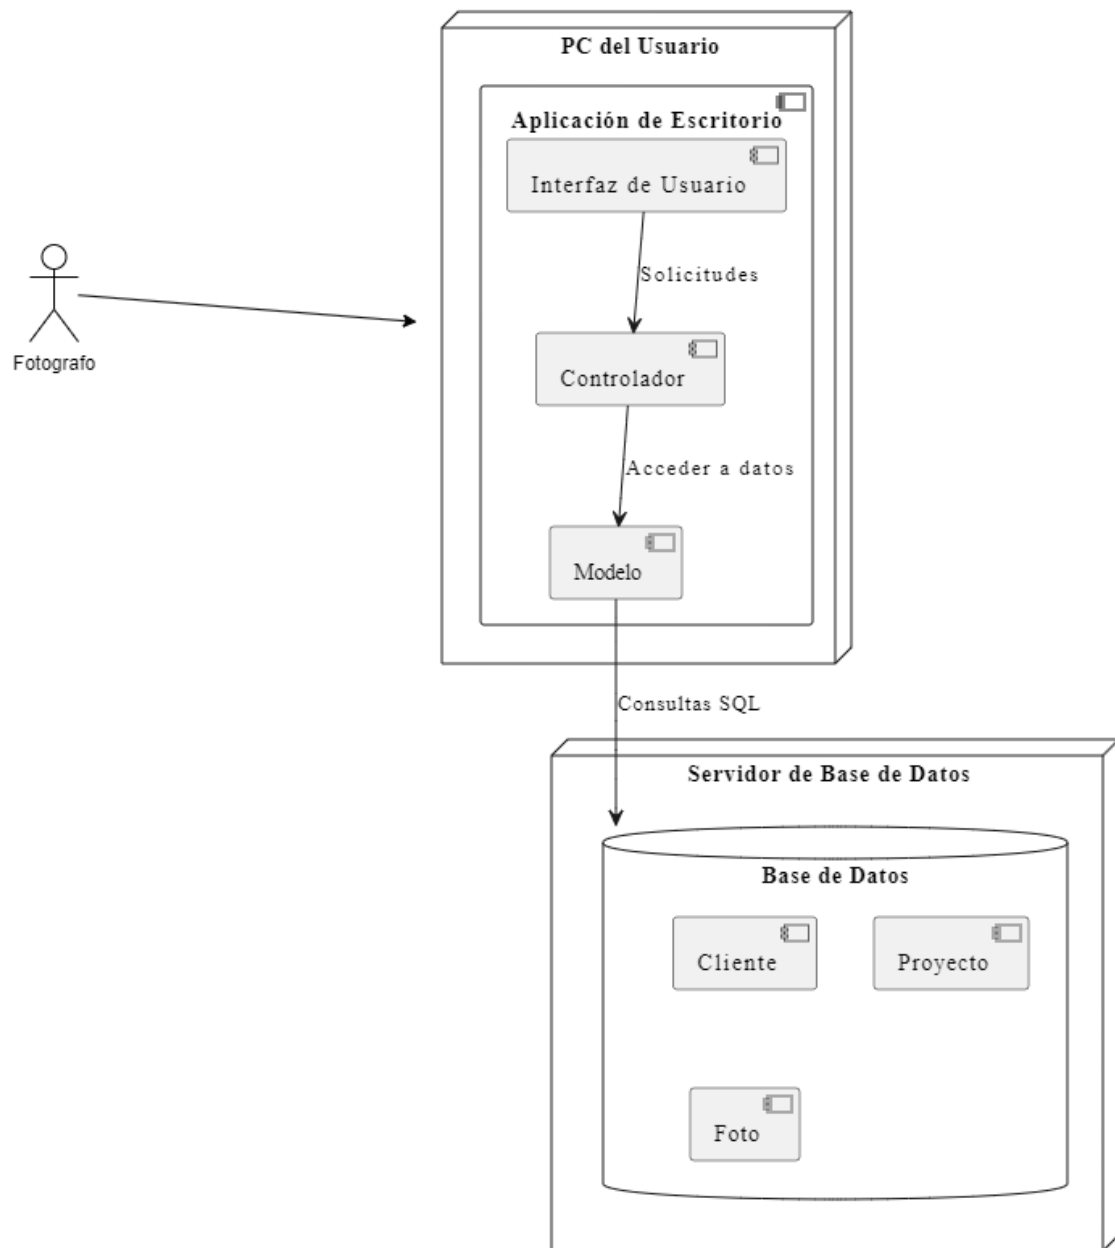 PC del Usuario
Aplicación de Escritorio
Interfaz de Usuario
Solicitudes
Fotografo
Controlador
Acceder a datos
Modelo
Consultas SQL
Servidor de Base de Datos
Base de Datos
Cliente
Proyecto
Foto